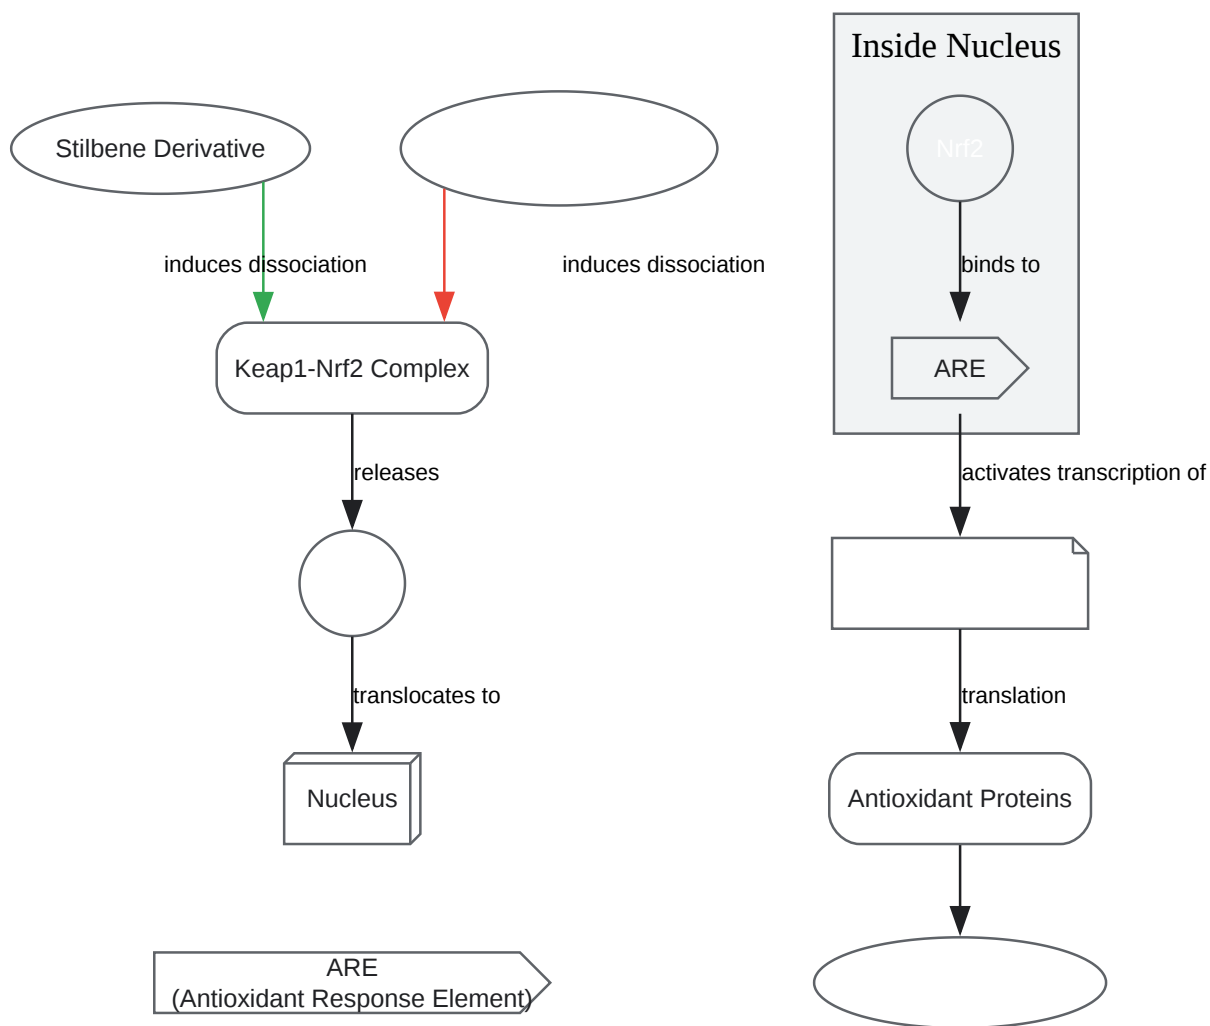 Inside Nucleus
Stilbene Derivative
Nrf2
induces dissociation
induces dissociation
binds to
Keap1-Nrf2 Complex
ARE
releases
activates transcription of
translocates to
translation
Nucleus
Antioxidant Proteins
ARE
(Antioxidant Response Element)